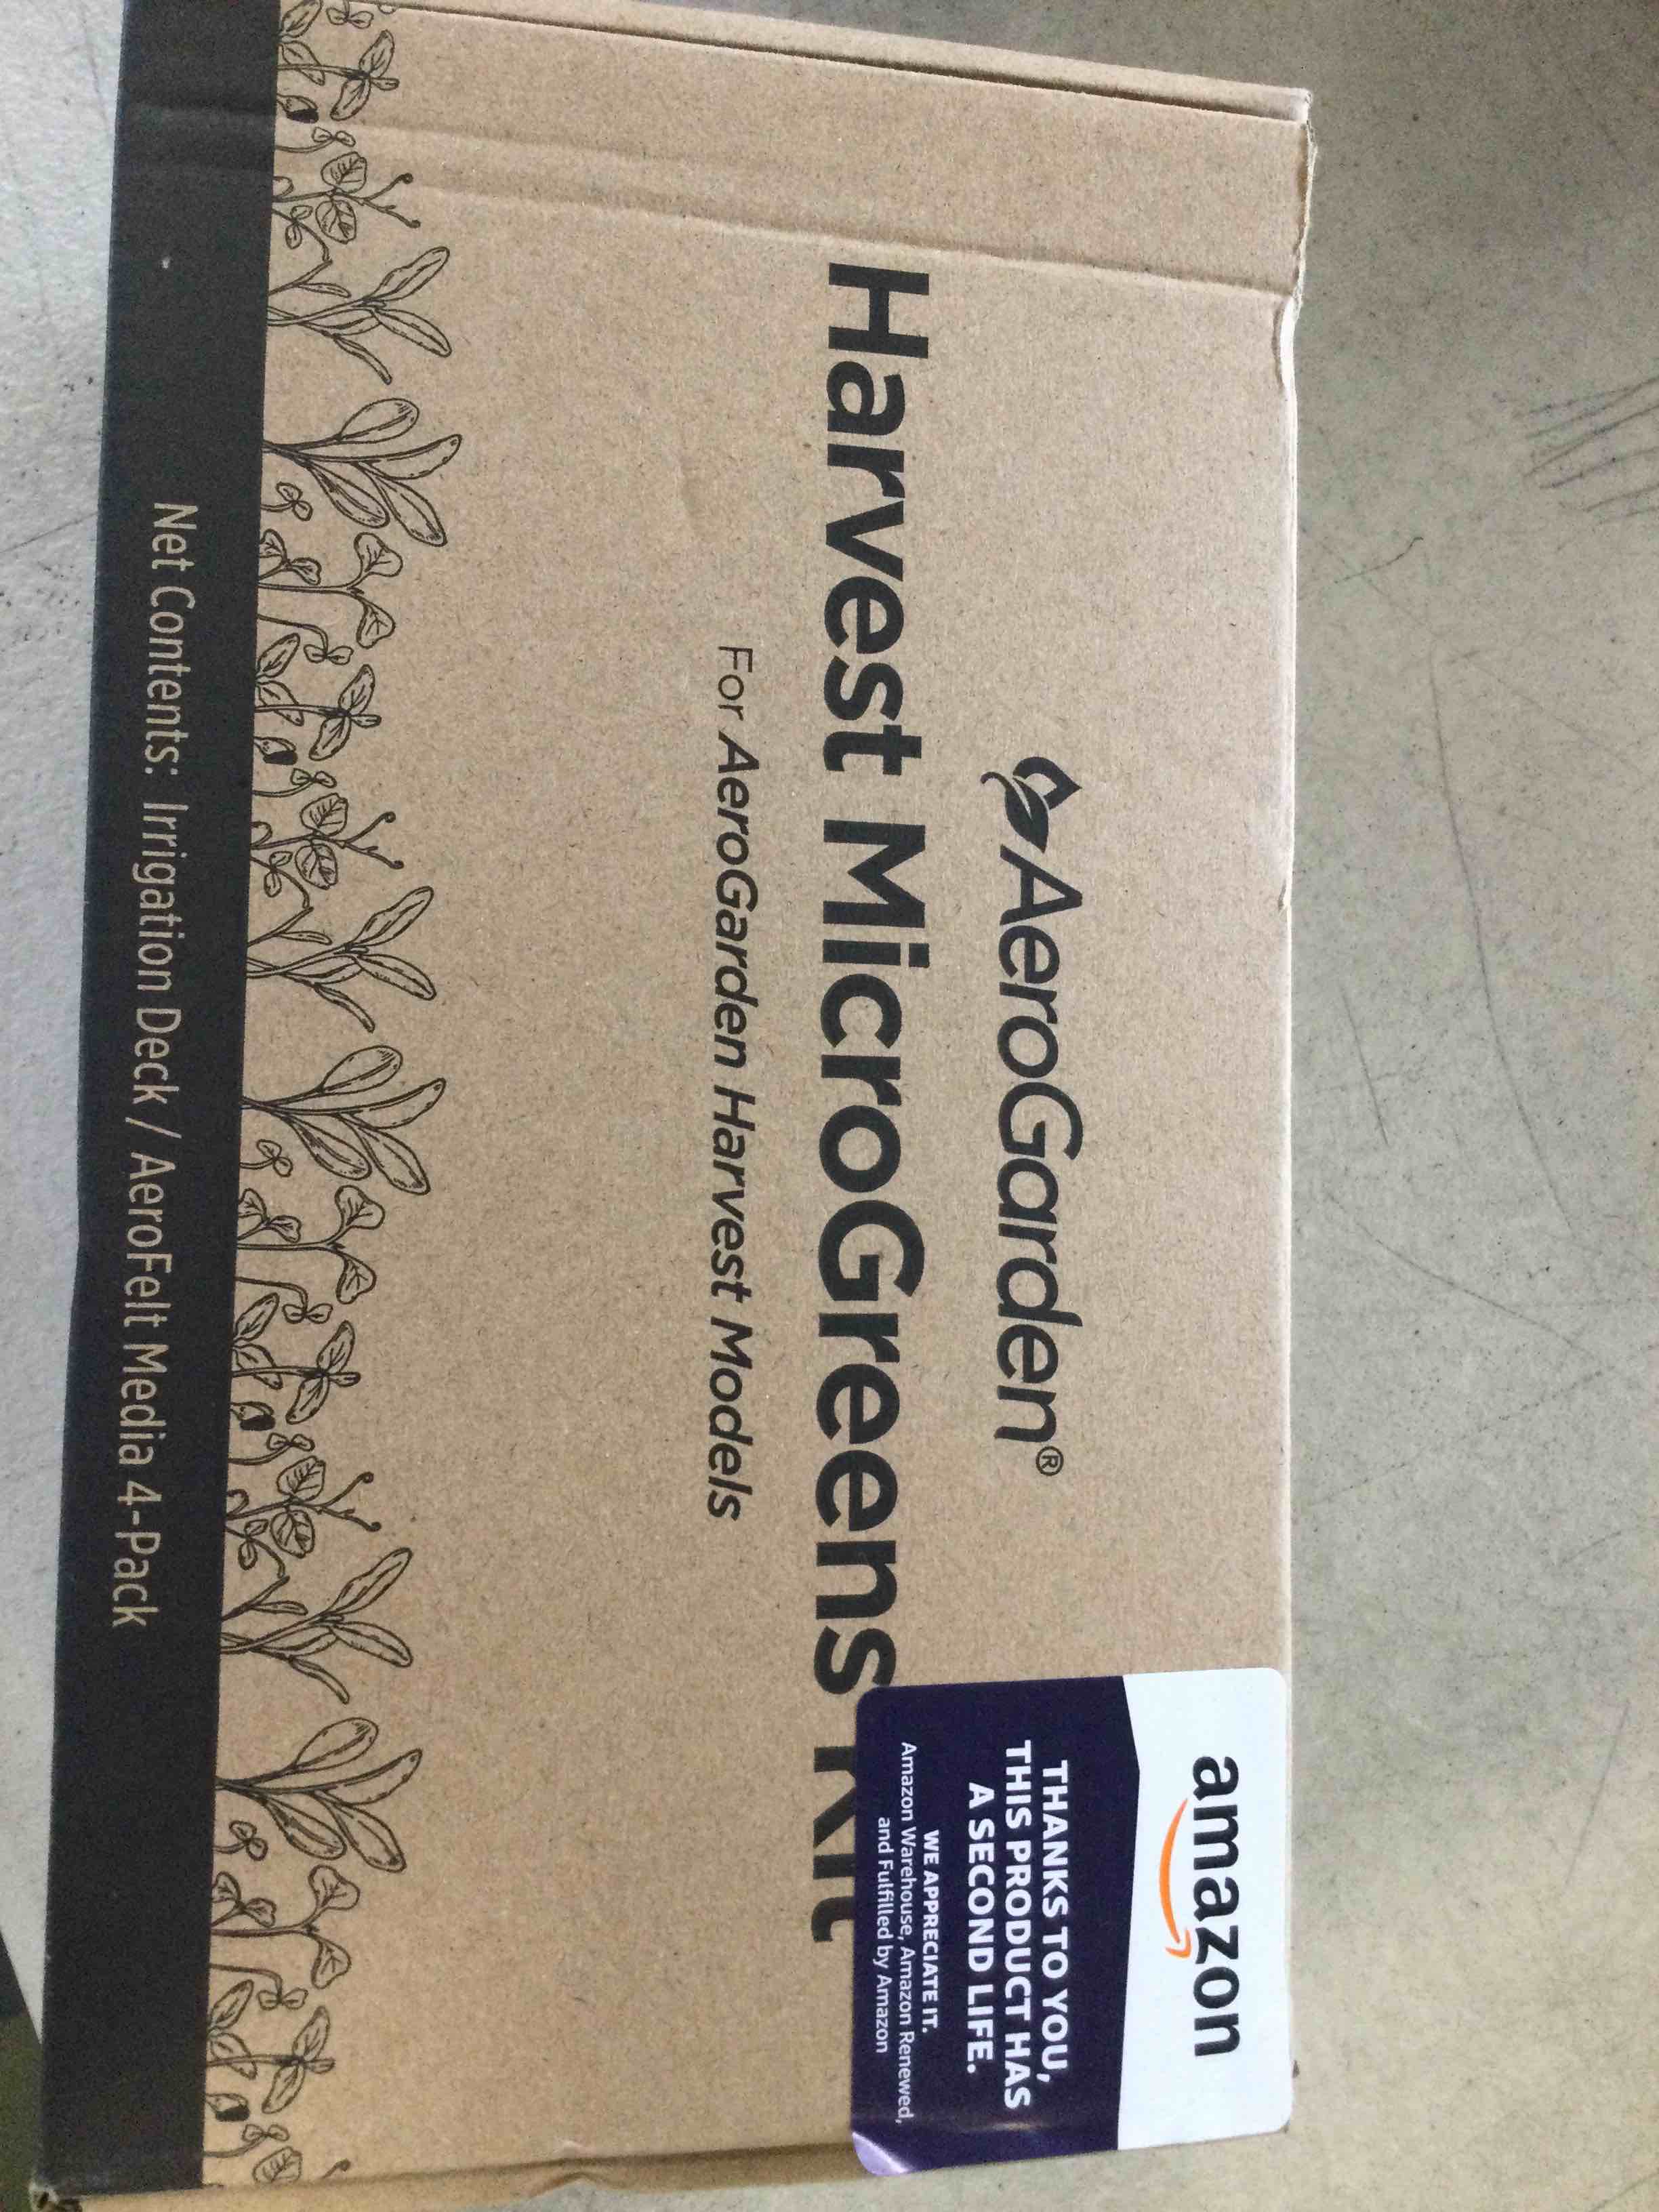 AeroGarden®
Harvest MicroGreens Kit
For AeroGarden Harvest Models
Net Contents: Irrigation Deck / AeroFelt Media 4-Pack
amazon
THANKS TO YOU,
THIS PRODUCT HAS
A SECOND LIFE.
WE APPRECIATE IT.
Amazon Warehouse, Amazon Renewed,
and Fulfilled by Amazon